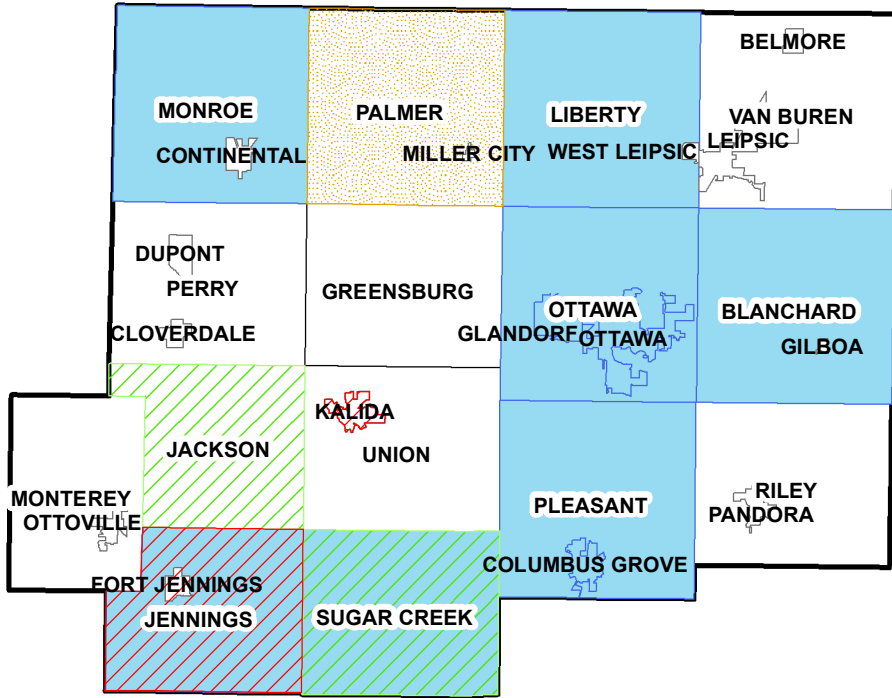 BELMORE
MONROE
PALMER
LIBERTY
VAN BUREN
LEIPSIC
CONTINENTAL
MILLER CITY
WEST LEIPSIC
DUPONT
PERRY
GREENSBURG
OTTAWA
BLANCHARD
CLOVERDALE
GLANDORF
OTTAWA
GILBOA
KALIDA
JACKSON
UNION
MONTEREY
OTTOVILLE
PLEASANT
RILEY
PANDORA
COLUMBUS GROVE
FORT JENNINGS
JENNINGS
SUGAR CREEK